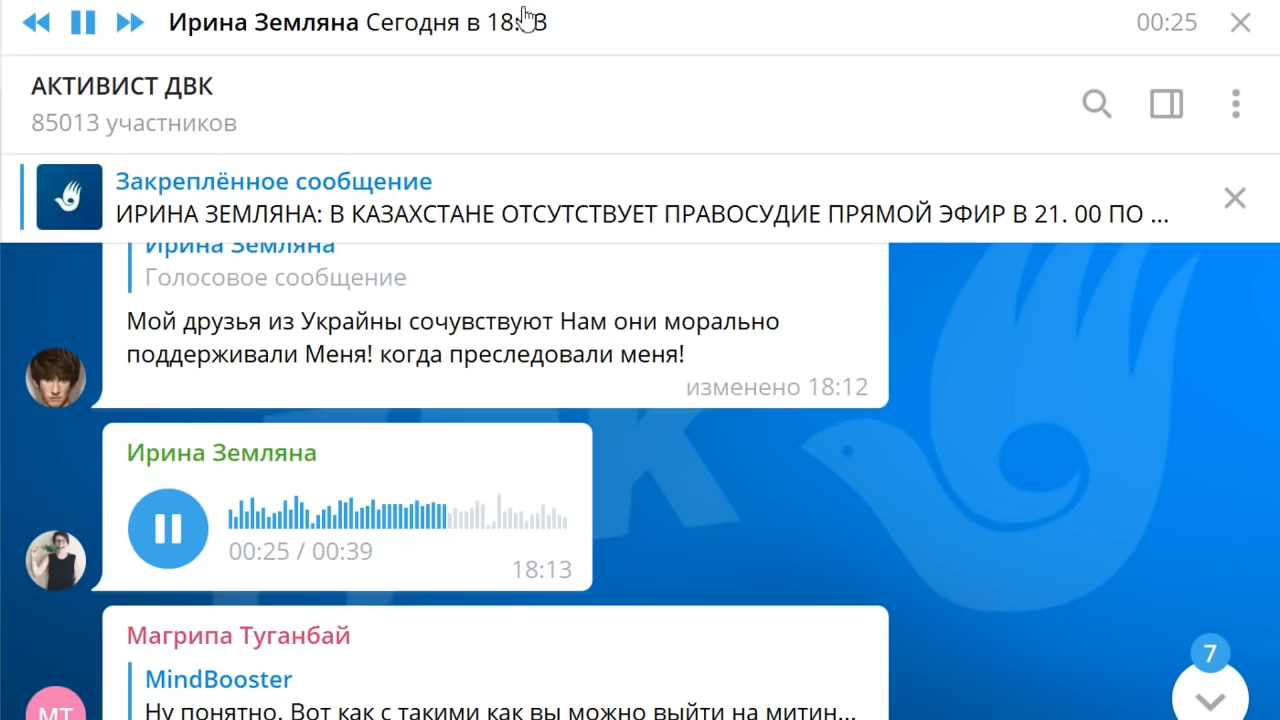 Ирина Земляна Сегодня в 18:13
00:25
АКТИВИСТ ДВК
85013 участников
Закреплённое сообщение
ИРИНА ЗЕМЛЯНА: В КАЗАХСТАНЕ ОТСУТСТВУЕТ ПРАВОСУДИЕ ПРЯМОЙ ЭФИР В 21. 00 ПО ...
Ирина Земляна
Голосовое сообщение
Мой друзья из Украйны сочувствуют Нам они морально
поддерживали Меня! когда преследовали меня!
изменено 18:12
Ирина Земляна
00:25 / 00:39
18:13
Магрипа Туганбай
MindBooster
МТ
Ну понятно. Вот как с такими как вы можно выйти на митин...
7